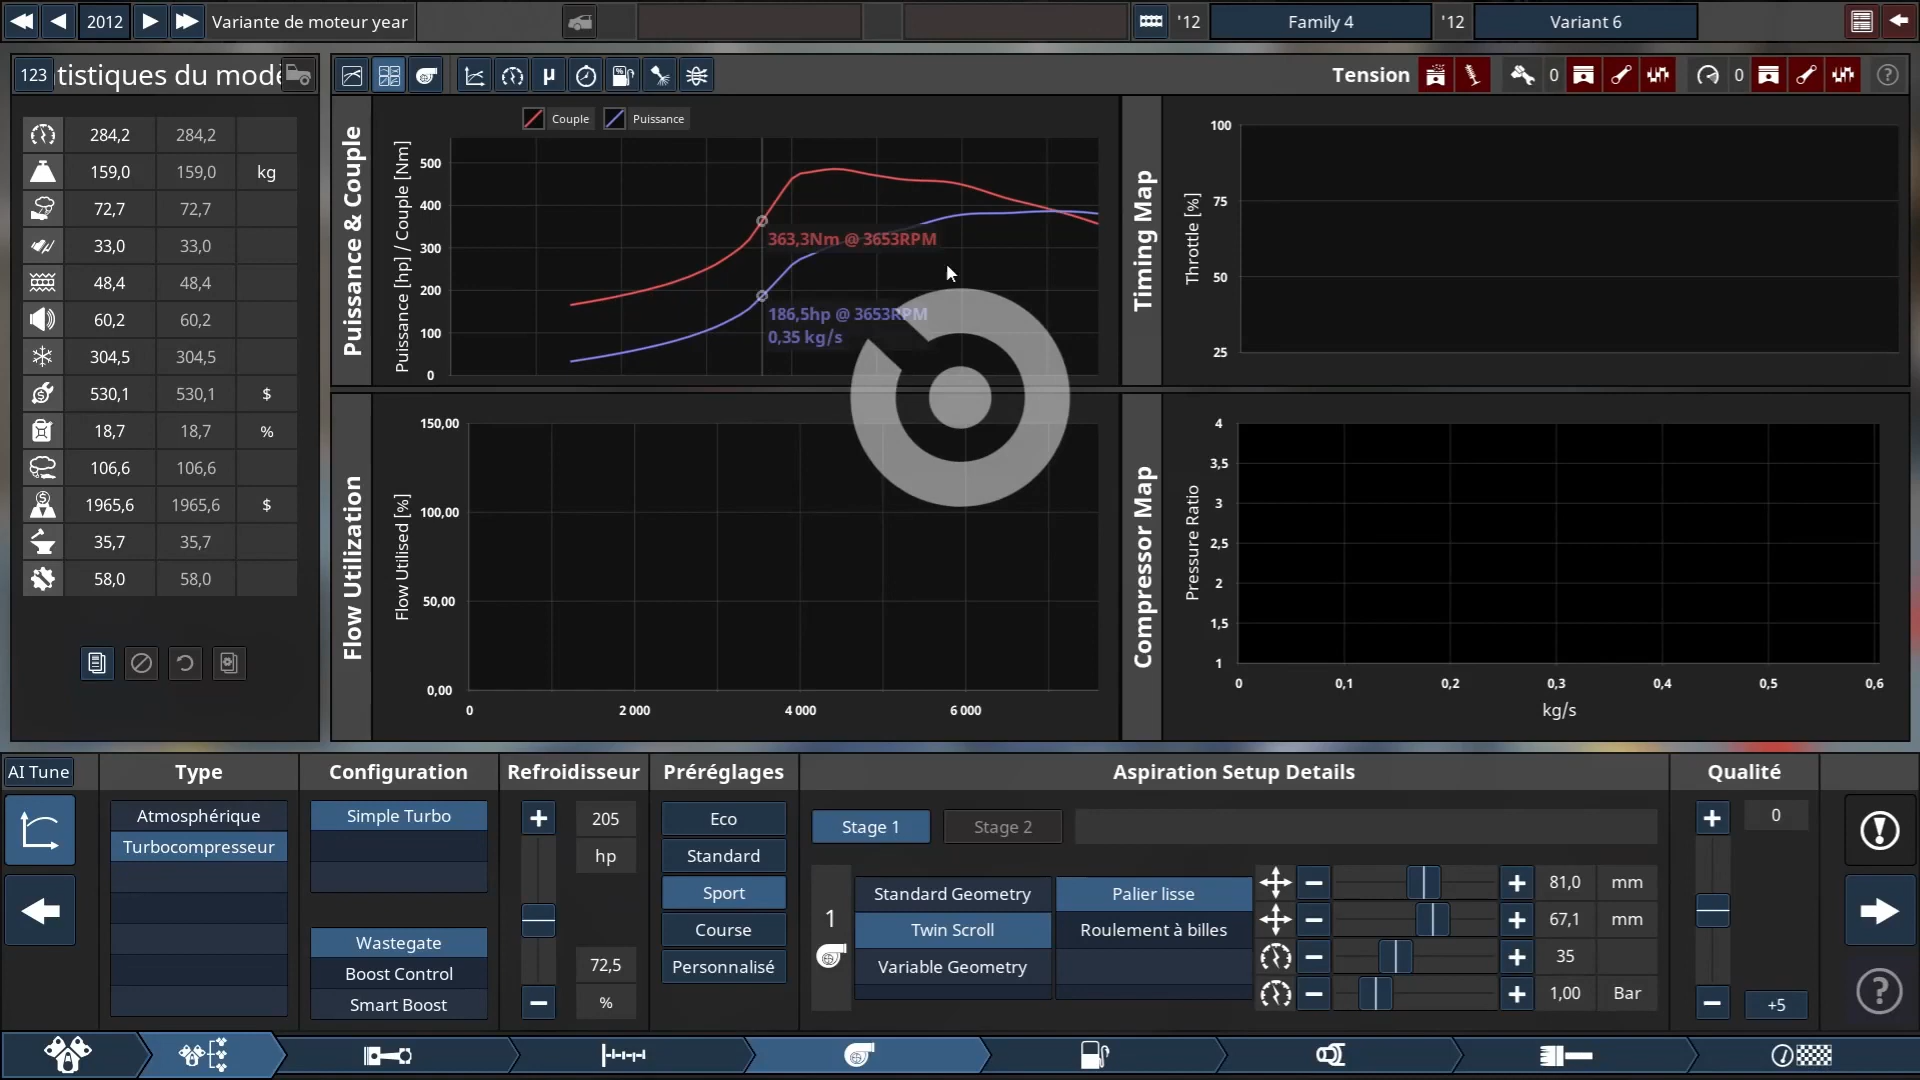 2012
Variante de moteur year
'12
Family 4
'12
Variant 6
123
tistiques du modè
Tension
0
0
284,2 284,2
159,0 159,0 kg
72,7 72,7
33,0 33,0
48,4 48,4
60,2 60,2
304,5 304,5
530,1 530,1 $
18,7 18,7 %
106,6 106,6
1965,6 1965,6 $
35,7 35,7
58,0 58,0
Puissance & Couple
Puissance [hp] / Couple [Nm]
Couple
Puissance
500
400
300
200
100
0
363,3Nm @ 3653RPM
186,5hp @ 3653RPM
0,35 kg/s
Timing Map
Throttle [%]
100
75
50
25
Flow Utilization
Flow Utilised [%]
150,00
100,00
50,00
0,00
0 2 000 4 000 6 000
Compressor Map
Pressure Ratio
4
3,5
3
2,5
2
1,5
1
0 0,1 0,2 0,3 0,4 0,5 0,6
kg/s
AI Tune
Type
Atmosphérique
Turbocompresseur
Configuration
Simple Turbo
Wastegate
Boost Control
Smart Boost
Refroidisseur
205
hp
72,5
%
Préréglages
Eco
Standard
Sport
Course
Personnalisé
Aspiration Setup Details
Stage 1
Stage 2
1
Standard Geometry
Twin Scroll
Variable Geometry
Palier lisse
Roulement à billes
81,0 mm
67,1 mm
35
1,00 Bar
Qualité
0
+5